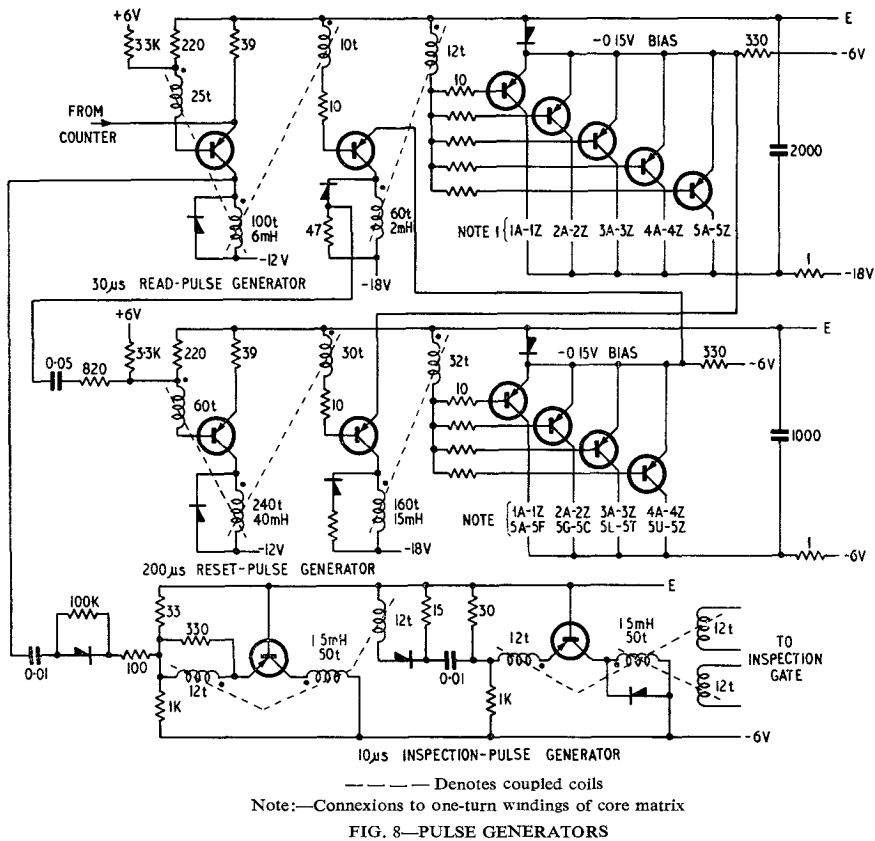 +6V
E
3·3K
220
39
10t
12t
-0·15V BIAS
330
-6V
25t
10
10
FROM
COUNTER
2000
100t
6mH
47
60t
2mH
NOTE 1
1A-1Z
2A-2Z
3A-3Z
4A-4Z
5A-5Z
-12V
1
-18V
30μs READ-PULSE GENERATOR
-18V
+6V
E
3·3K
220
39
30t
32t
-0·15V BIAS
330
-6V
0·05
820
10
10
60t
1000
240t
40mH
160t
15mH
NOTE
1A-1Z
5A-5F
2A-2Z
5G-5C
3A-3Z
5L-5T
4A-4Z
5U-5Z
-12V
-18V
1
-6V
200μs RESET-PULSE GENERATOR
E
100K
33
12t
15
30
330
1 5mH
50t
12t
1 5mH
50t
12t
TO
INSPECTION
GATE
0·01
100
12t
0·01
12t
1K
1K
-6V
10μs INSPECTION-PULSE GENERATOR
— — — — Denotes coupled coils
Note:—Connexions to one-turn windings of core matrix
FIG. 8—PULSE GENERATORS